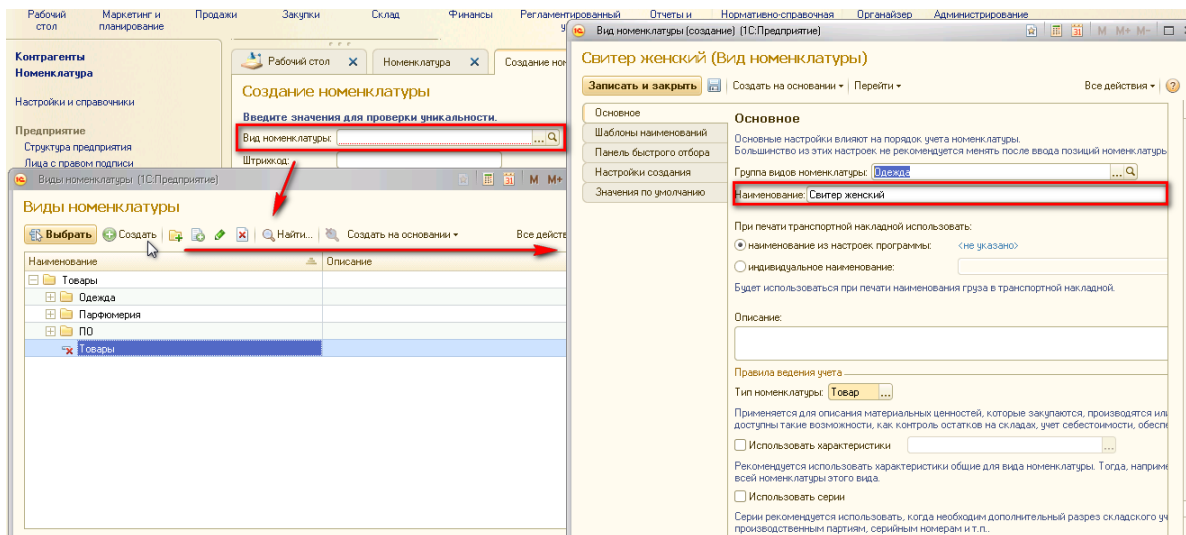 Рабочий стол
Маркетинг и планирование
Продажи
Закупки
Склад
Финансы
Регламентированный
Отчеты и
Нормативно-справочная
Органайзер
Администрирование
Контрагенты
Номенклатура
Настройки и справочники
Предприятие
Структура предприятия
Лица с правом подписи
Рабочий стол
Номенклатура
Создание
Создание номенклатуры
Введите значения для проверки уникальности.
Вид номенклатуры:
Штрихкод:
Виды номенклатуры (1С:Предприятие)
M M+
Виды номенклатуры
Выбрать
Создать
Найти...
Создать на основании
Все
Наименование
Описание
Товары
Одежда
Парфюмерия
ПО
Товары
Вид номенклатуры (создание) (1С:Предприятие)
31
M M+ M-
Свитер женский (Вид номенклатуры)
Записать и закрыть
Создать на основании
Перейти
Все действия
?
Основное
Шаблоны наименований
Панель быстрого отбора
Настройки создания
Значения по умолчанию
Основное
Основные настройки влияют на порядок учета номенклатуры.
Большинство из этих настроек не рекомендуется менять после ввода позиций номенклатуры
Группа видов номенклатуры: Одежда
Наименование: Свитер женский
При печати транспортной накладной использовать:
наименование из настроек программы: <не указано>
индивидуальное наименование:
Будет использоваться при печати наименования груза в транспортной накладной.
Описание:
Правила ведения учета
Тип номенклатуры: Товар ...
Применяется для описания материальных ценностей, которые закупаются, производятся или
доступны такие возможности, как контроль остатков на складах, учет себестоимости,
Использовать характеристики
Рекомендуется использовать характеристики общие для вида номенклатуры. Тогда,
всей номенклатуры этого вида.
Использовать серии
Серии рекомендуется использовать, когда необходим дополнительный разрез складского
производственным партиям, серийным номерам и т.п..